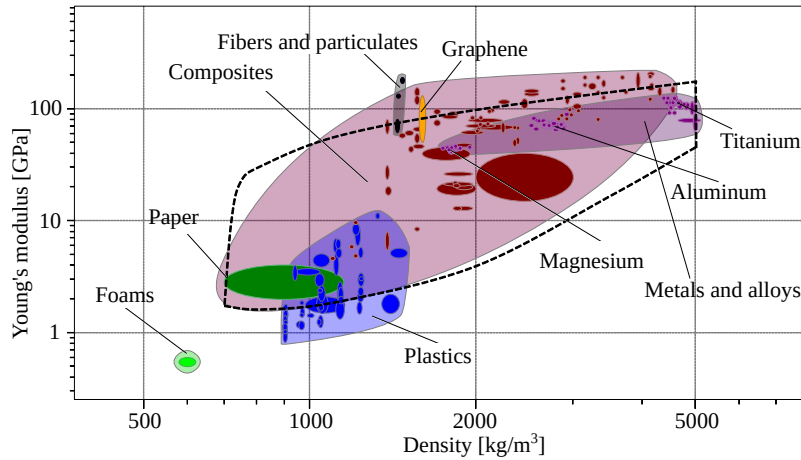 Fibers and particulates
Graphene
Composites
100
Titanium
Aluminum
Paper
10
Magnesium
Metals and alloys
Foams
1
Plastics
Young's modulus [GPa]
500
1000
2000
5000
Density [kg/m³]